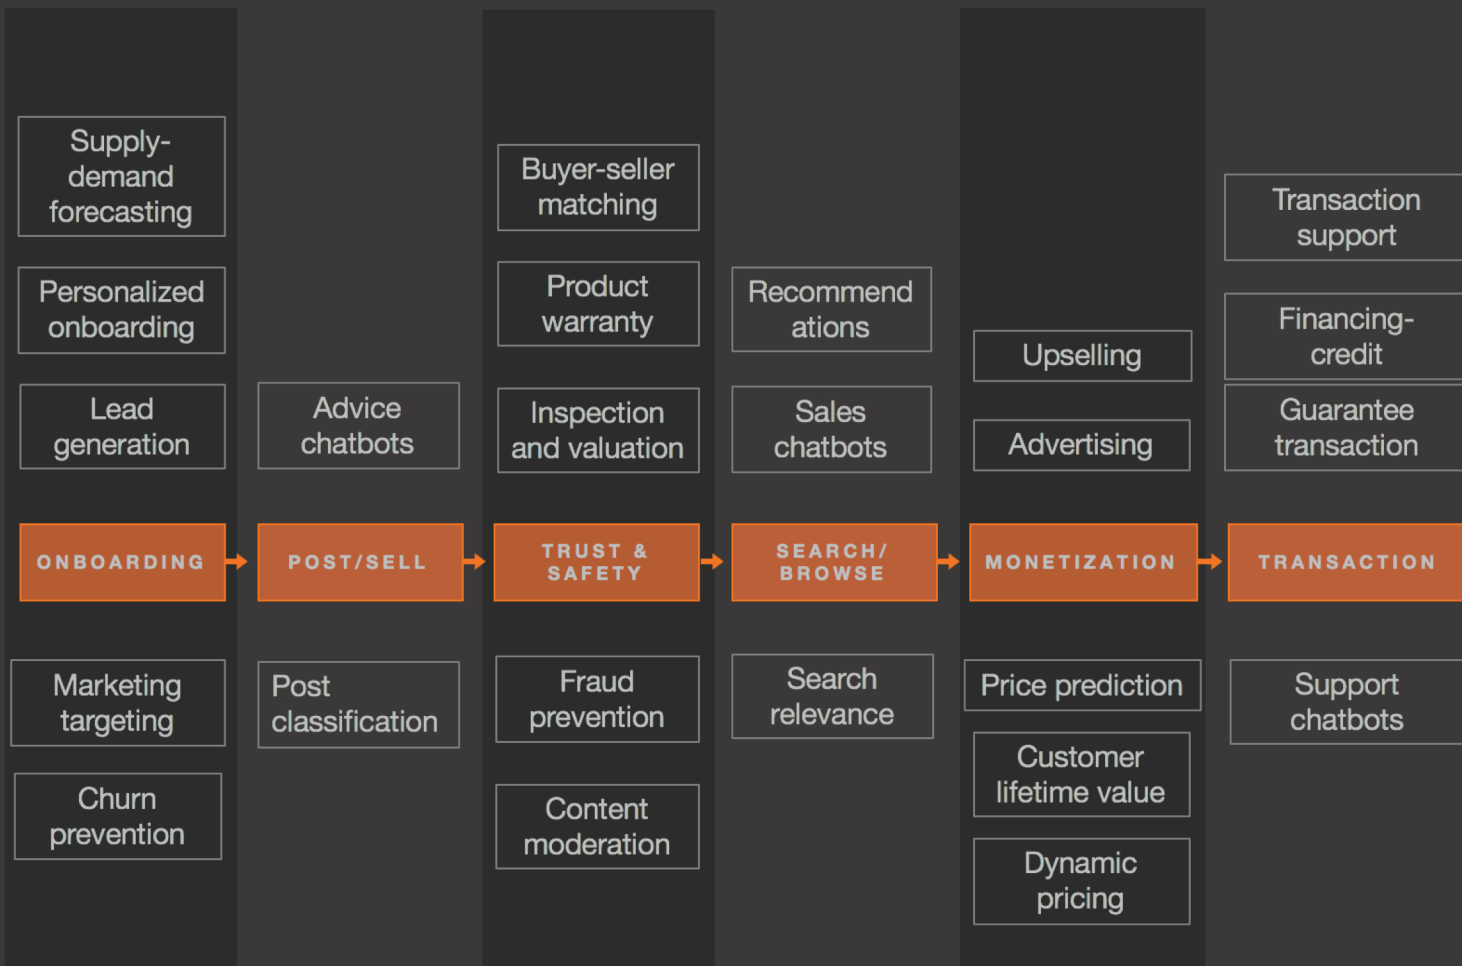 Supply-
demand
forecasting
Personalized
onboarding
Lead
generation
ONBOARDING
Marketing
targeting
Churn
prevention
Advice
chatbots
POST/SELL
Post
classification
Buyer-seller
matching
Product
warranty
Inspection
and valuation
TRUST &
SAFETY
Fraud
prevention
Content
moderation
Recommend
ations
Sales
chatbots
SEARCH/
BROWSE
Search
relevance
Upselling
Advertising
MONETIZATION
Price prediction
Customer
lifetime value
Dynamic
pricing
Transaction
support
Financing-
credit
Guarantee
transaction
TRANSACTION
Support
chatbots